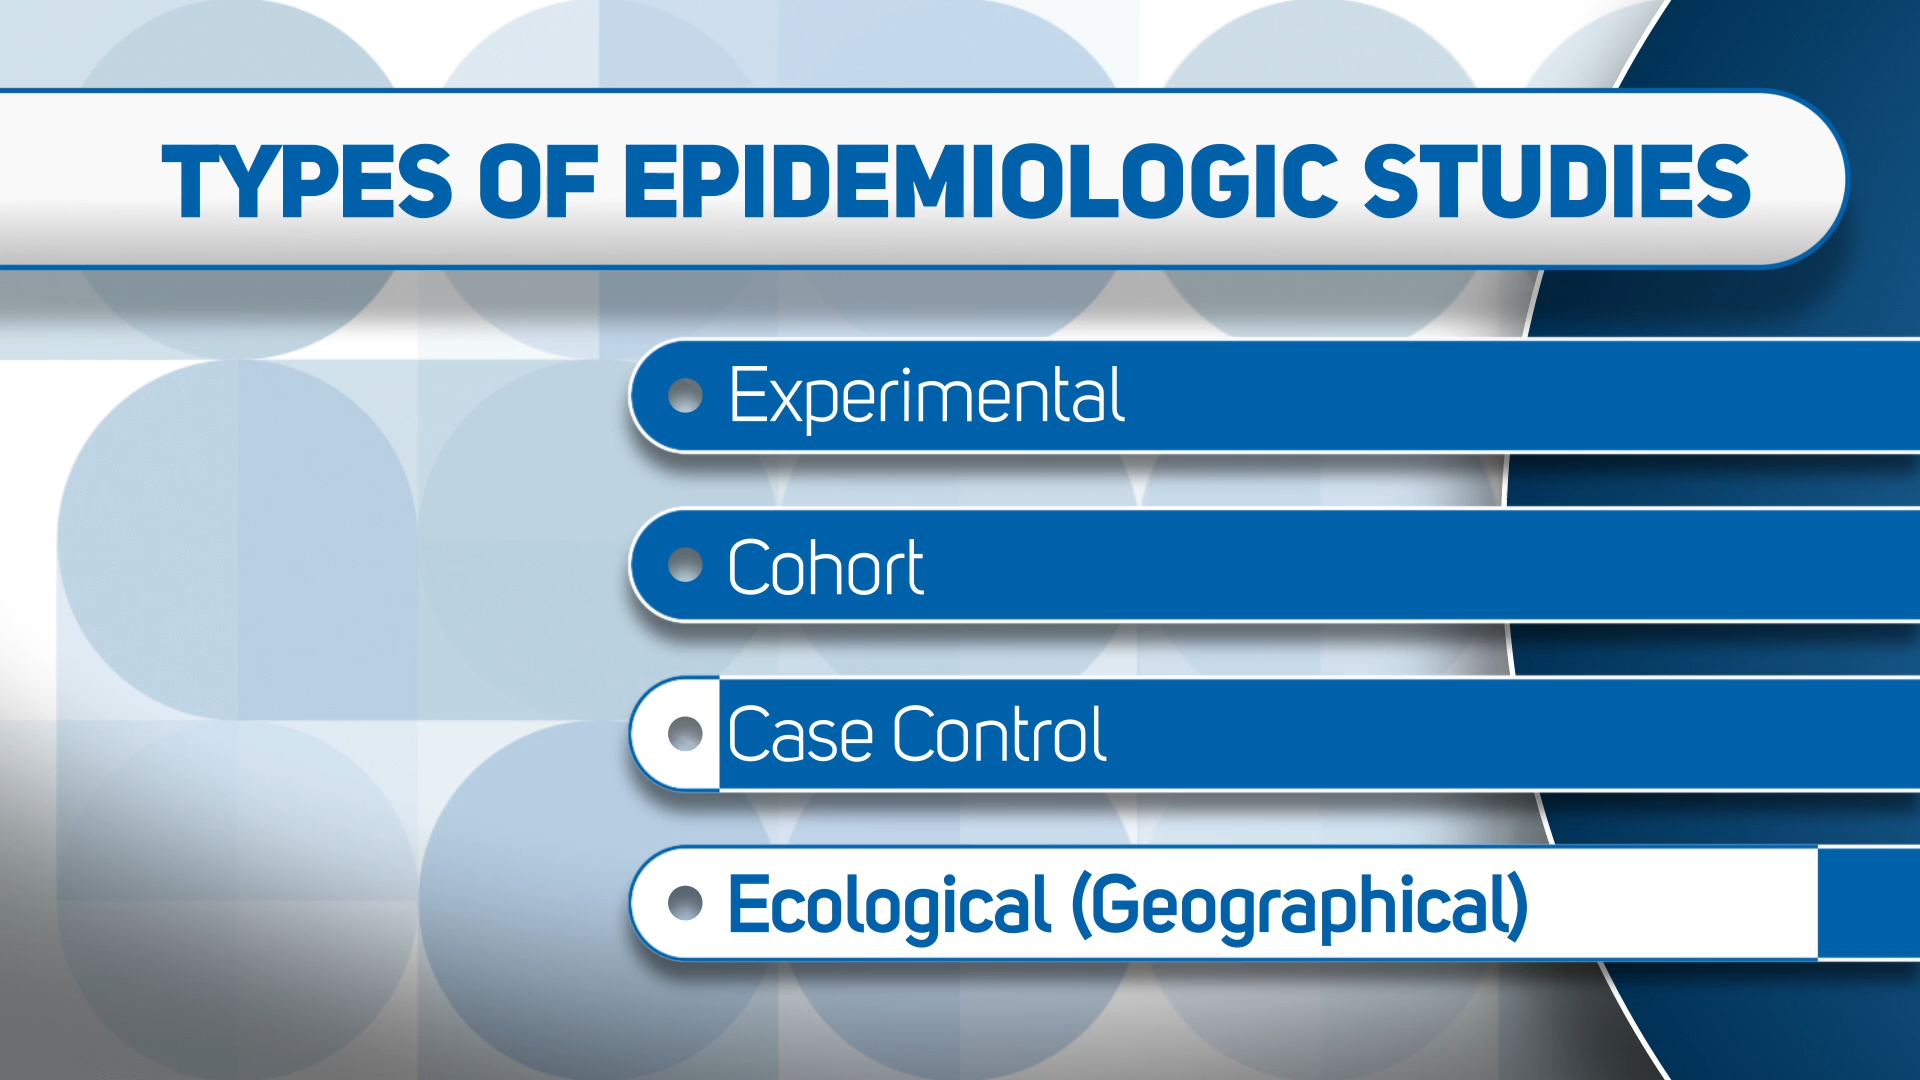 TYPES OF EPIDEMIOLOGIC STUDIES
Experimental
Cohort
Case Control
Ecological (Geographical)